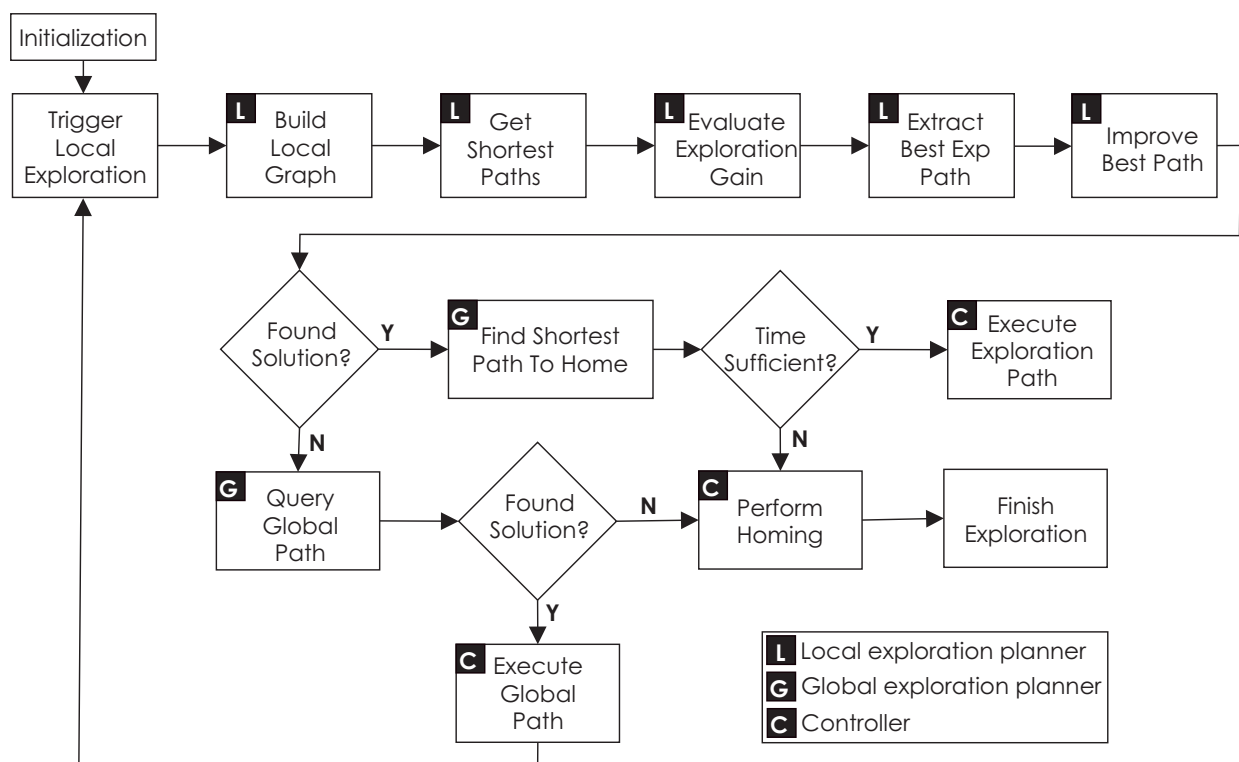 Initialization
Trigger
Local
Exploration
L
Build
Local
Graph
L
Get
Shortest
Paths
L
Evaluate
Exploration
Gain
L
Extract
Best Exp
Path
L
Improve
Best Path
Found
Solution?
Y
G
Find Shortest
Path To Home
Time
Sufficient?
Y
C
Execute
Exploration
Path
N
N
G
Query
Global
Path
Found
Solution?
N
C
Perform
Homing
Finish
Exploration
Y
C
Execute
Global
Path
L Local exploration planner
G Global exploration planner
C Controller